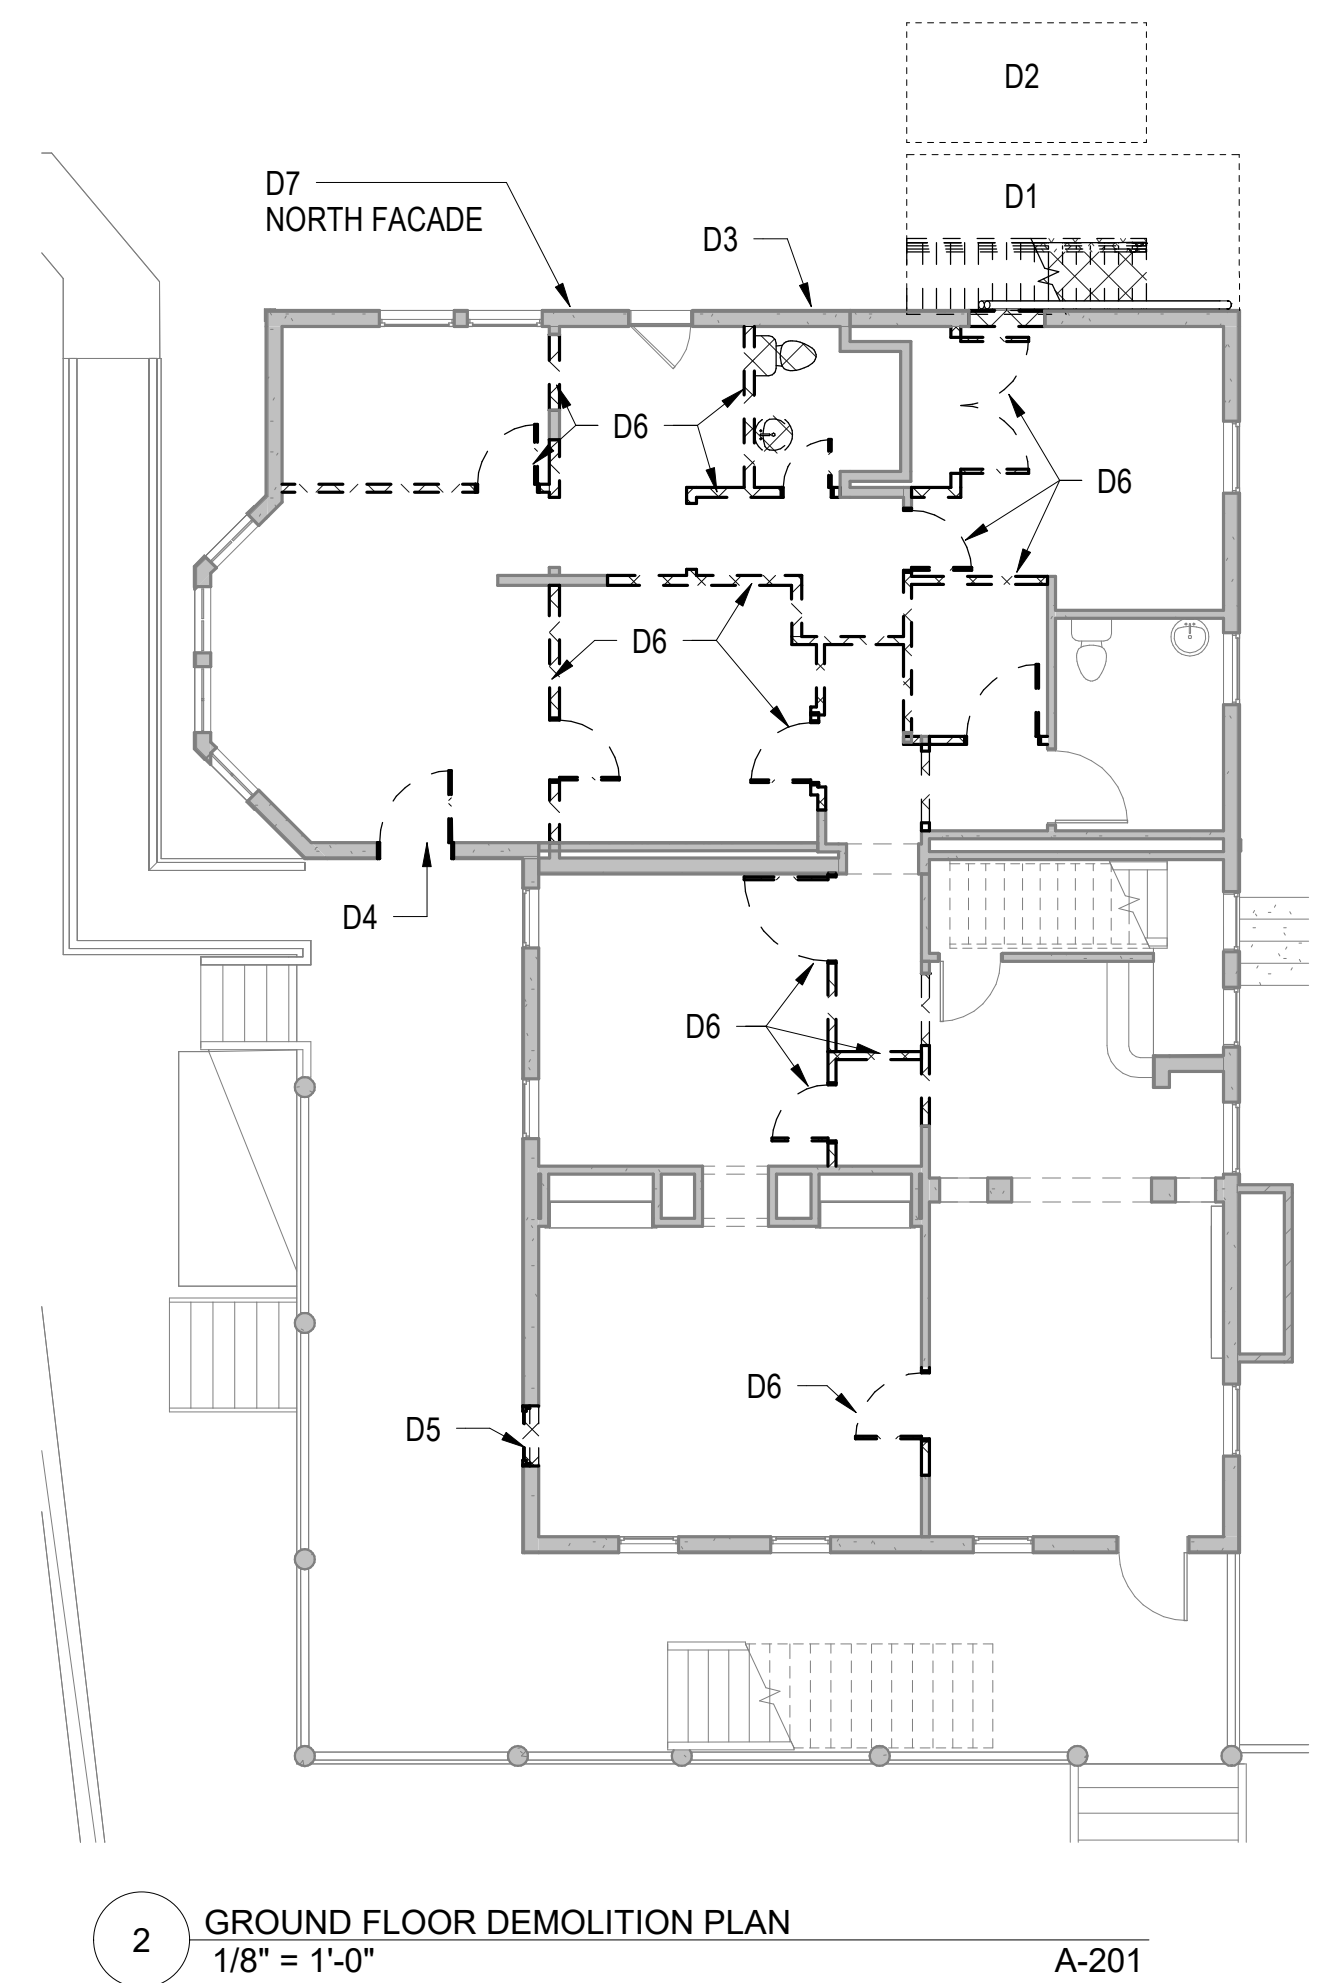 D2
D1
D7
NORTH FACADE
D3
D6
D6
D6
D4
D6
D6
D5
2
GROUND FLOOR DEMOLITION PLAN
1/8" = 1'-0"
A-201